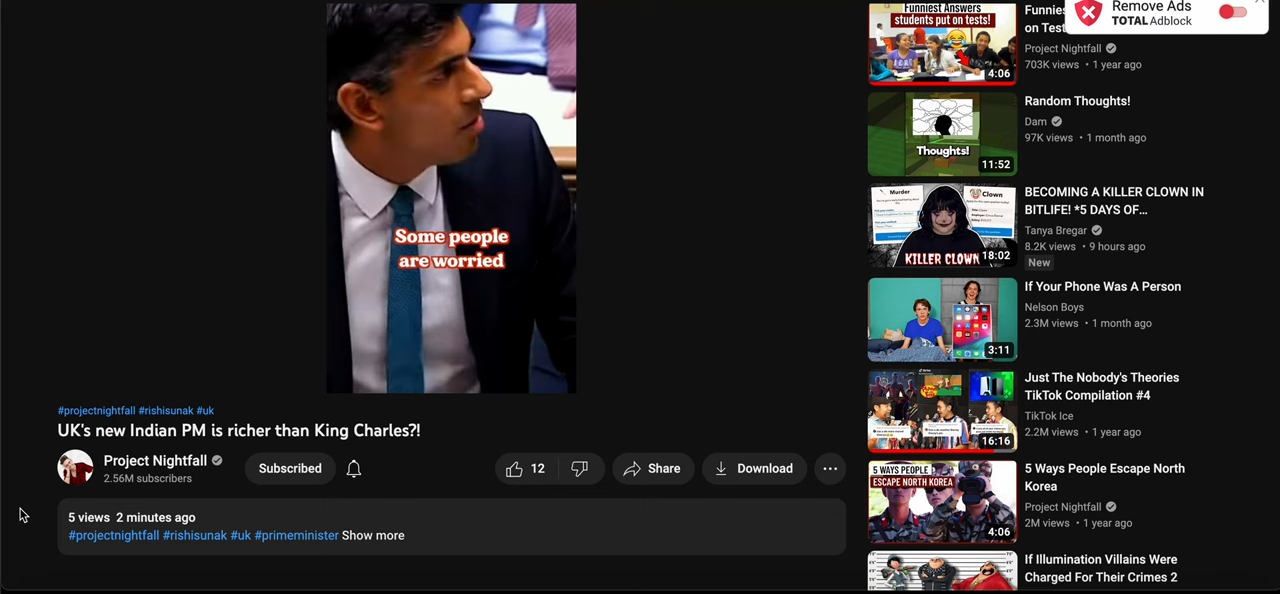 Some people
are worried
#projectnightfall #rishisunak #uk
UK's new Indian PM is richer than King Charles?!
Project Nightfall
2.56M subscribers
Subscribed
12
Share
Download
5 views 2 minutes ago
#projectnightfall #rishisunak #uk #primeminister Show more
Remove Ads
TOTAL Adblock
Funniest Answers
students put on tests!
4:06
Funnies
on Test
Project Nightfall
703K views • 1 year ago
Thoughts!
11:52
Random Thoughts!
Dam
97K views • 1 month ago
Murder
Clown
KILLER CLOWN
18:02
BECOMING A KILLER CLOWN IN
BITLIFE! *5 DAYS OF...
Tanya Bregar
8.2K views • 9 hours ago
New
3:11
If Your Phone Was A Person
Nelson Boys
2.3M views • 1 month ago
16:16
Just The Nobody's Theories
TikTok Compilation #4
TikTok Ice
2.2M views • 1 year ago
5 WAYS PEOPLE
ESCAPE NORTH KOREA
4:06
5 Ways People Escape North
Korea
Project Nightfall
2M views • 1 year ago
If Illumination Villains Were
Charged For Their Crimes 2